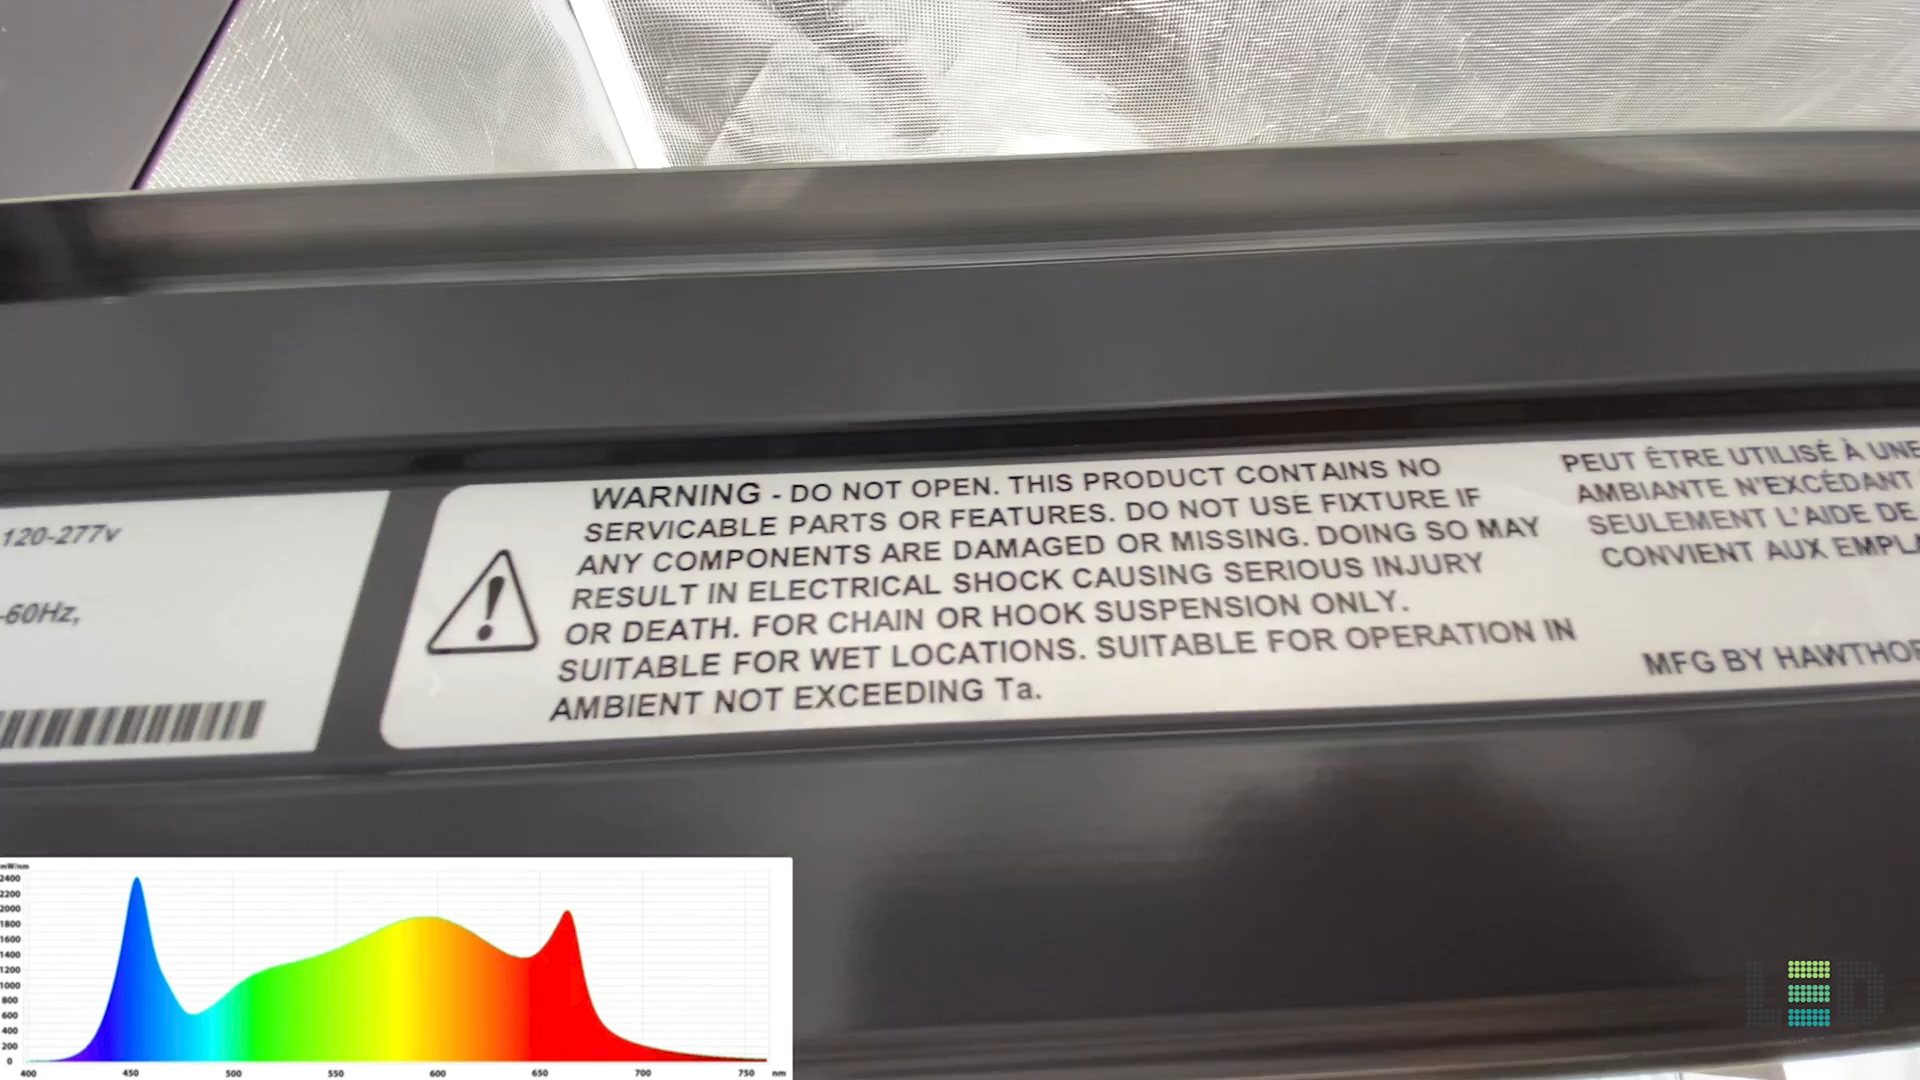 120-277v
-60Hz,
WARNING - DO NOT OPEN. THIS PRODUCT CONTAINS NO
SERVICABLE PARTS OR FEATURES. DO NOT USE FIXTURE IF
ANY COMPONENTS ARE DAMAGED OR MISSING. DOING SO MAY
RESULT IN ELECTRICAL SHOCK CAUSING SERIOUS INJURY
OR DEATH. FOR CHAIN OR HOOK SUSPENSION ONLY.
SUITABLE FOR WET LOCATIONS. SUITABLE FOR OPERATION IN
AMBIENT NOT EXCEEDING Ta.
PEUT ÊTRE UTILISÉ À UNE
AMBIANTE N'EXCÉDANT
SEULEMENT L'AIDE DE
CONVIENT AUX
MFG BY
mW/nm
2400
2200
2000
1800
1600
1400
1200
1000
800
600
400
200
0
400 450 500 550 600 650 700 750 nm
LED